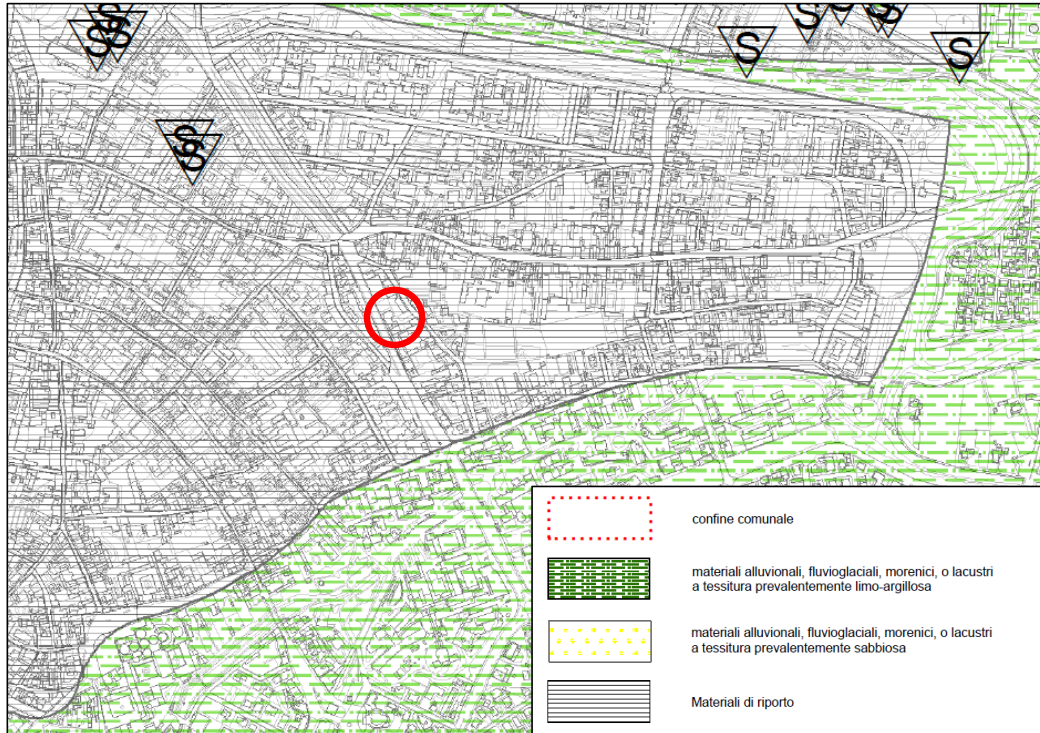 S
S
S
S
S
S
S
S
S
S
S
confine comunale
materiali alluvionali, fluvioglaciali, morenici, o lacustri
a tessitura prevalentemente limo-argillosa
materiali alluvionali, fluvioglaciali, morenici, o lacustri
a tessitura prevalentemente sabbiosa
Materiali di riporto